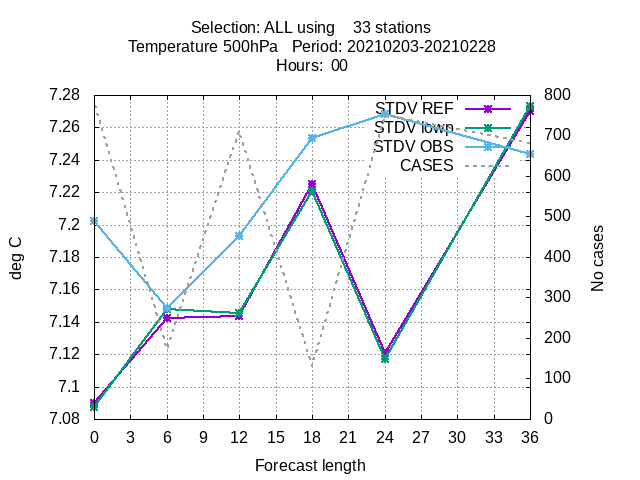 Selection: ALL using    33 stations
Temperature 500hPa   Period: 20210203-20210228
Hours:  00
7.28
7.26
7.24
7.22
7.2
7.18
7.16
7.14
7.12
7.1
7.08
deg C
STDV REF
STDV bwp
STDV OBS
CASES
800
700
600
500
400
300
200
100
0
No cases
0 3 6 9 12 15 18 21 24 27 30 33 36
Forecast length